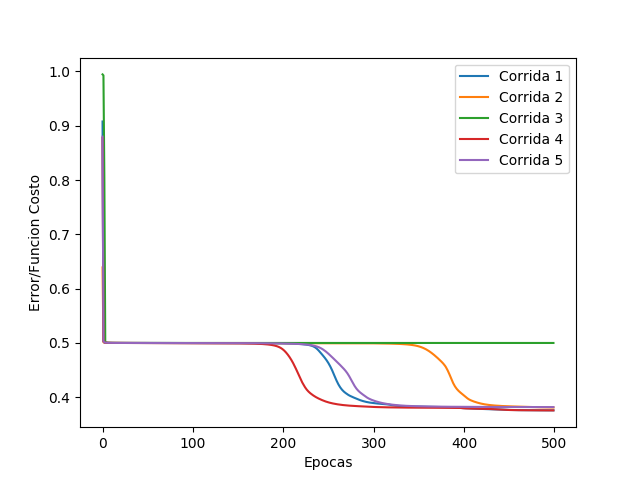 1.0
0.9
0.8
0.7
0.6
0.5
0.4
Error/Funcion Costo
Corrida 1
Corrida 2
Corrida 3
Corrida 4
Corrida 5
0 100 200 300 400 500
Epocas